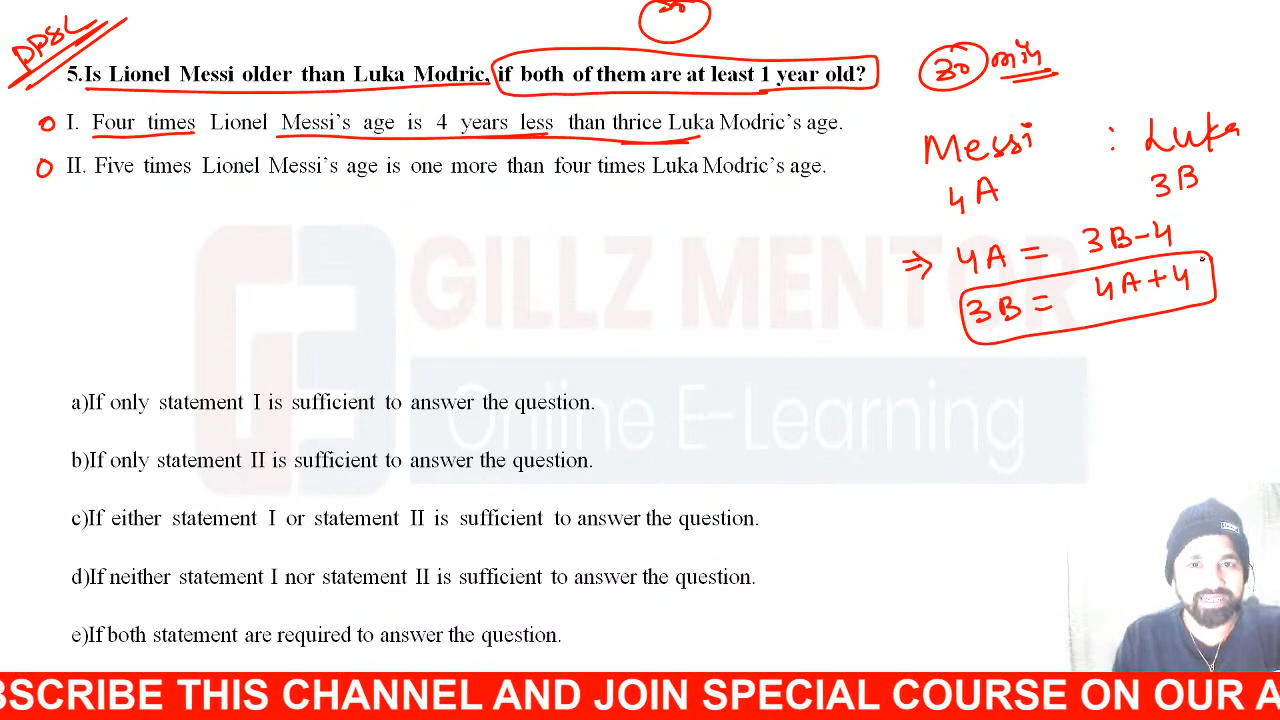 DPSL
5.Is Lionel Messi older than Luka Modric, if both of them are at least 1 year old?
I. Four times Lionel Messi's age is 4 years less than thrice Luka Modric's age.
II. Five times Lionel Messi's age is one more than four times Luka Modric's age.
Messi : Luka
4A 3B
⇒ 4A = 3B-4
3B = 4A+4
GILLZ MENTOR
Online E-Learning
a)If only statement I is sufficient to answer the question.
b)If only statement II is sufficient to answer the question.
c)If either statement I or statement II is sufficient to answer the question.
d)If neither statement I nor statement II is sufficient to answer the question.
e)If both statement are required to answer the question.
BSCRIBE THIS CHANNEL AND JOIN SPECIAL COURSE ON OUR A